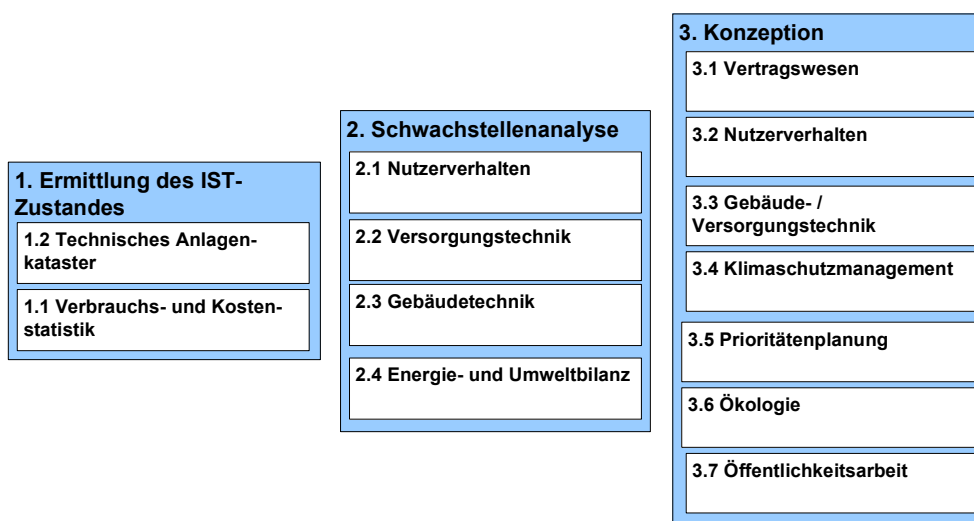 1. Ermittlung des IST-
Zustandes
1.2 Technisches Anlagen-
kataster
1.1 Verbrauchs- und Kosten-
statistik
2. Schwachstellenanalyse
2.1 Nutzerverhalten
2.2 Versorgungstechnik
2.3 Gebäudetechnik
2.4 Energie- und Umweltbilanz
3. Konzeption
3.1 Vertragswesen
3.2 Nutzerverhalten
3.3 Gebäude- /
Versorgungstechnik
3.4 Klimaschutzmanagement
3.5 Prioritätenplanung
3.6 Ökologie
3.7 Öffentlichkeitsarbeit